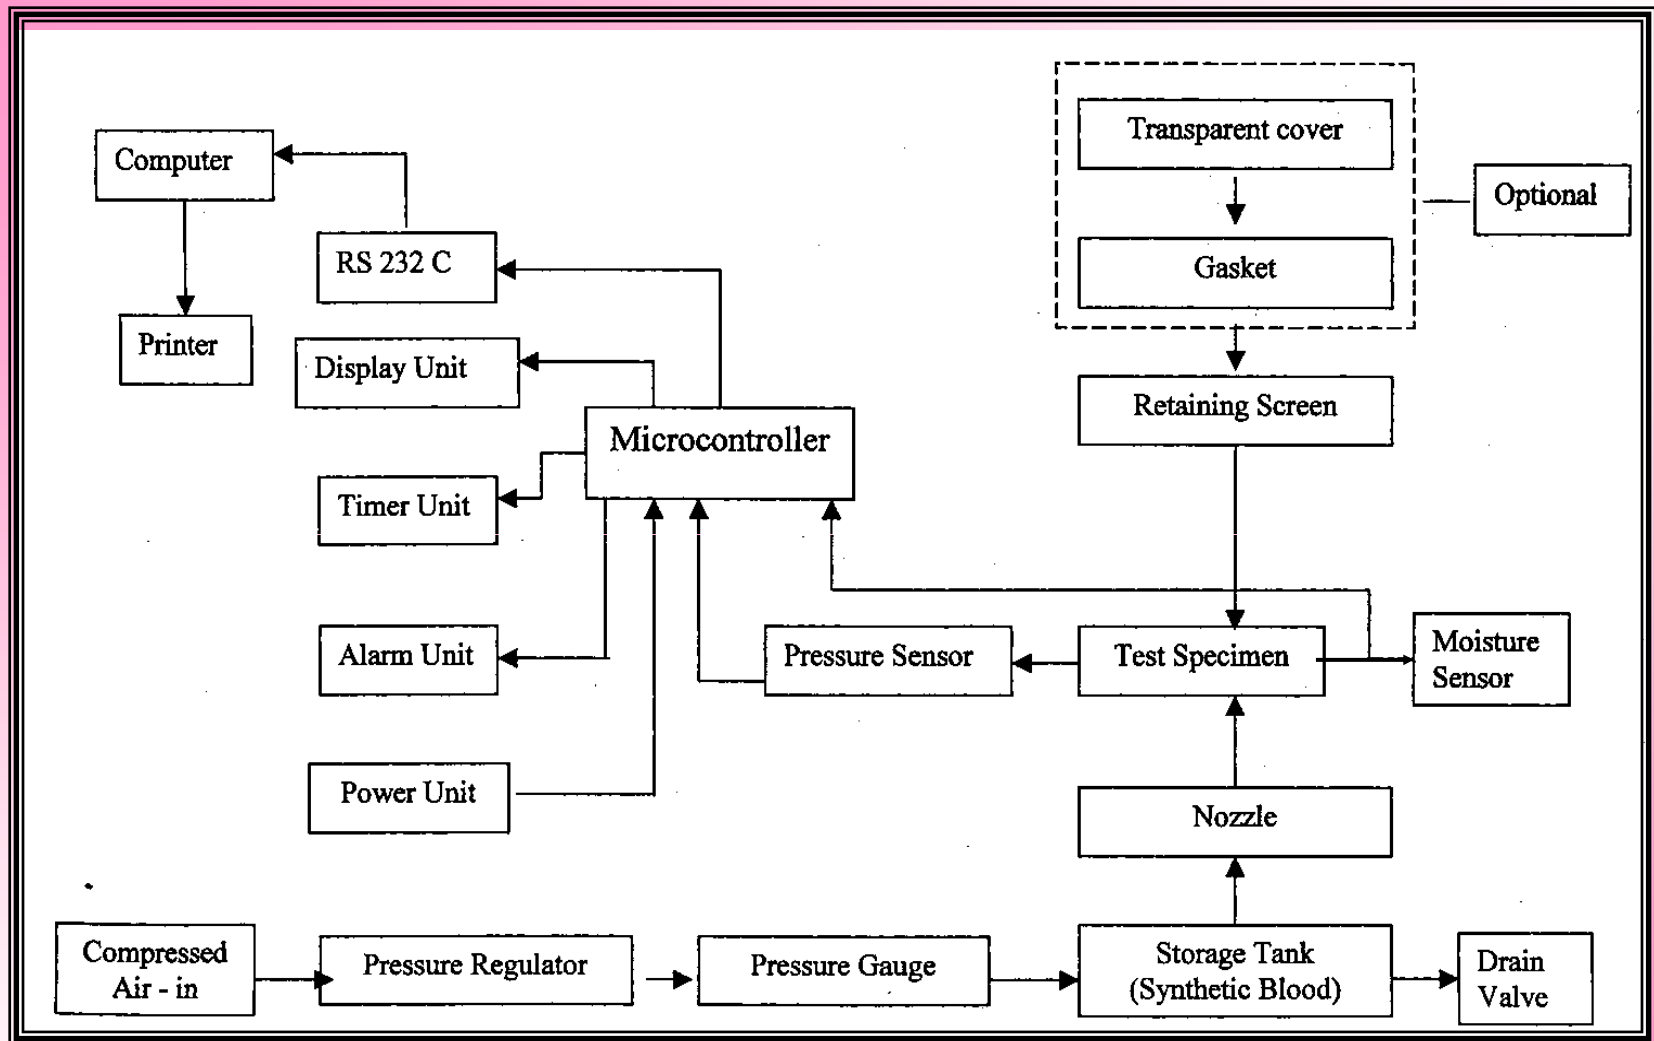 Transparent cover
Computer
Optional
RS 232 C
Gasket
Printer
Display Unit
Retaining Screen
Microcontroller
Timer Unit
Alarm Unit
Pressure Sensor
Test Specimen
Moisture
Sensor
Power Unit
Nozzle
Compressed
Air - in
Pressure Regulator
Pressure Gauge
Storage Tank
(Synthetic Blood)
Drain
Valve